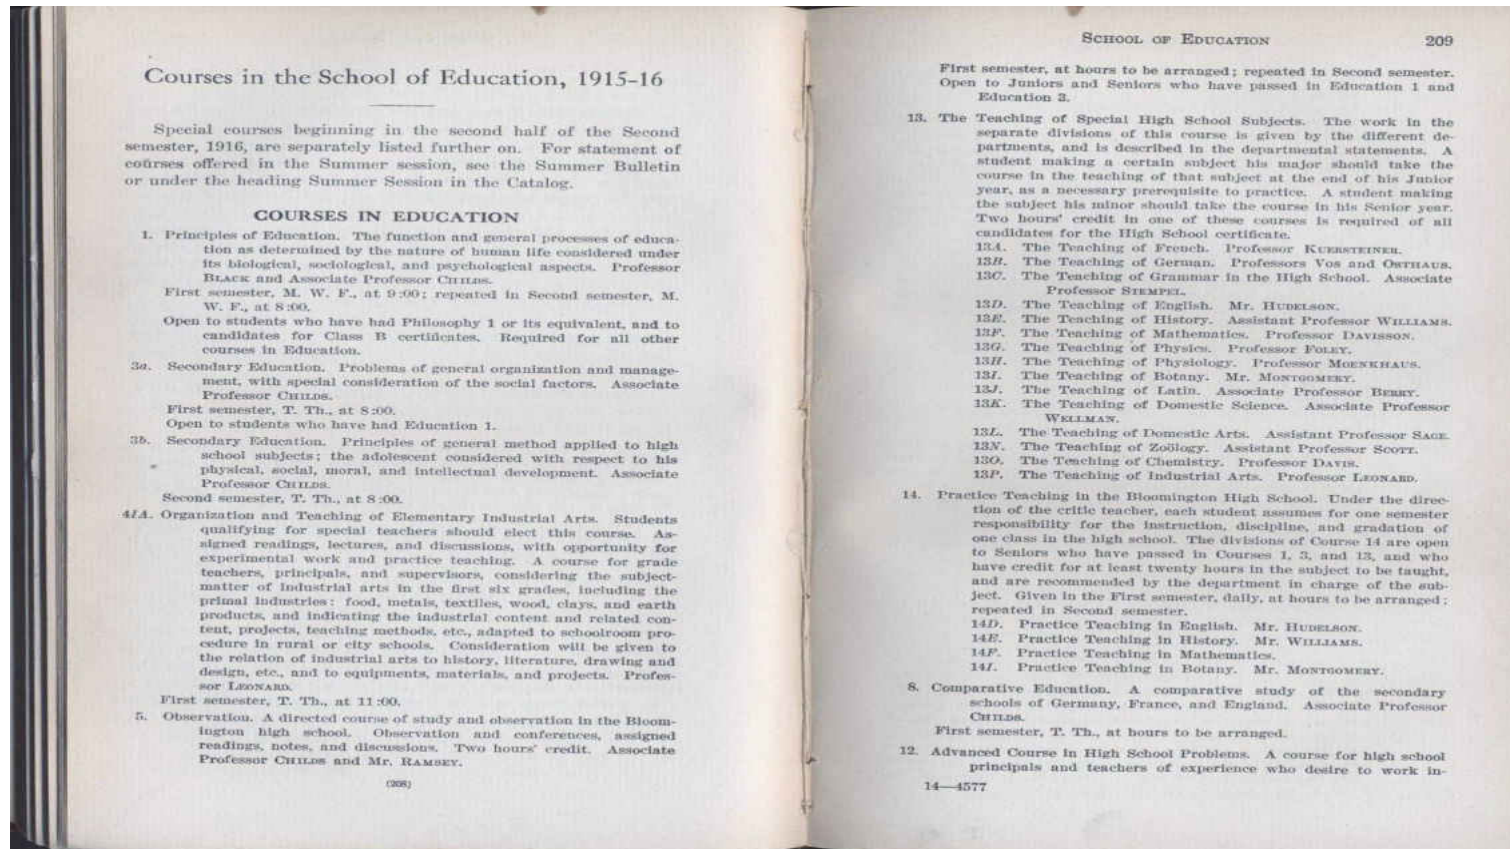 Courses in the School of Education, 1915-16
Special courses beginning in the second half of the Second
semester, 1916, are separately listed further on. For statement of
courses offered in the Summer session, see the Summer Bulletin
or under the heading Summer Session in the Catalog.
COURSES IN EDUCATION
1. Principles of Education. The function and general processes of educa-
tion as determined by the nature of human life considered under
its biological, sociological, and psychological aspects. Professor
BLACK and Associate Professor CHILDS.
First semester, M. W. F., at 9:00; repeated in Second semester, M.
W. F., at 8:00.
Open to students who have had Philosophy 1 or its equivalent, and to
candidates for Class B certificates. Required for all other
courses in Education.
3a. Secondary Education. Problems of general organization and manage-
ment, with special consideration of the social factors. Associate
Professor CHILDS.
First semester, T. Th., at 8:00.
Open to students who have had Education 1.
3b. Secondary Education. Principles of general method applied to high
school subjects; the adolescent considered with respect to his
physical, social, moral, and intellectual development. Associate
Professor CHILDS.
Second semester, T. Th., at 8:00.
41A. Organization and Teaching of Elementary Industrial Arts. Students
qualifying for special teachers should elect this course. As-
signed readings, lectures, and discussions, with opportunity for
experimental work and practice teaching. A course for grade
teachers, principals, and supervisors, considering the subject-
matter of industrial arts in the first six grades, including the
primal industries: food, metals, textiles, wood, clays, and earth
products, and indicating the industrial content and related con-
tent, projects, teaching methods, etc., adapted to schoolroom pro-
cedure in rural or city schools. Consideration will be given to
the relation of industrial arts to history, literature, drawing and
design, etc., and to equipments, materials, and projects. Profes-
sor LEONARD.
First semester, T. Th., at 11:00.
5. Observation. A directed course of study and observation in the Bloom-
ington high school. Observation and conferences, assigned
readings, notes, and discussions. Two hours' credit. Associate
Professor CHILDS and Mr. RAMSEY.
(208)
SCHOOL OF EDUCATION 209
First semester, at hours to be arranged; repeated in Second semester.
Open to Juniors and Seniors who have passed in Education 1 and
Education 3.
13. The Teaching of Special High School Subjects. The work in the
separate divisions of this course is given by the different de-
partments, and is described in the departmental statements. A
student making a certain subject his major should take the
course in the teaching of that subject at the end of his Junior
year, as a necessary prerequisite to practice. A student making
the subject his minor should take the course in his Senior year.
Two hours' credit in one of these courses is required of all
candidates for the High School certificate.
13A. The Teaching of French. Professor KUERSTEINER.
13B. The Teaching of German. Professors VOS and OSTHAUS.
13C. The Teaching of Grammar in the High School. Associate
Professor STEMPEL.
13D. The Teaching of English. Mr. HUDELSON.
13E. The Teaching of History. Assistant Professor WILLIAMS.
13F. The Teaching of Mathematics. Professor DAVISSON.
13G. The Teaching of Physics. Professor FOLEY.
13H. The Teaching of Physiology. Professor MOENKHAUS.
13I. The Teaching of Botany. Mr. MONTGOMERY.
13J. The Teaching of Latin. Associate Professor BERRY.
13K. The Teaching of Domestic Science. Associate Professor
WELLMAN.
13L. The Teaching of Domestic Arts. Assistant Professor SAGE.
13N. The Teaching of Zoölogy. Assistant Professor SCOTT.
13O. The Teaching of Chemistry. Professor DAVIS.
13P. The Teaching of Industrial Arts. Professor LEONARD.
14. Practice Teaching in the Bloomington High School. Under the direc-
tion of the critic teacher, each student assumes for one semester
responsibility for the instruction, discipline, and gradation of
one class in the high school. The divisions of Course 14 are open
to Seniors who have passed in Courses 1, 3, and 13, and who
have credit for at least twenty hours in the subject to be taught,
and are recommended by the department in charge of the sub-
ject. Given in the First semester, daily, at hours to be arranged;
repeated in Second semester.
14D. Practice Teaching in English. Mr. HUDELSON.
14E. Practice Teaching in History. Mr. WILLIAMS.
14F. Practice Teaching in Mathematics.
14I. Practice Teaching in Botany. Mr. MONTGOMERY.
8. Comparative Education. A comparative study of the secondary
schools of Germany, France, and England. Associate Professor
CHILDS.
First semester, T. Th., at hours to be arranged.
12. Advanced Course in High School Problems. A course for high school
principals and teachers of experience who desire to work in-
14—4577